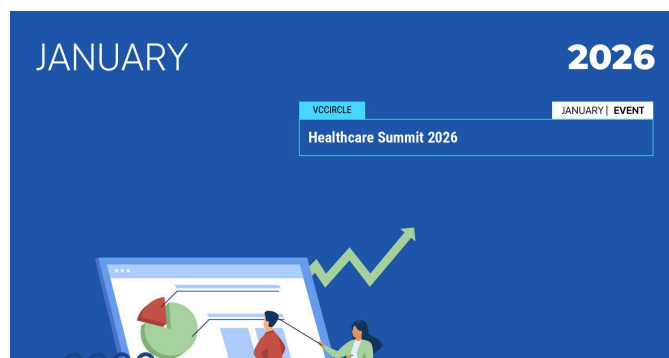 JANUARY
2026
VCCIRCLE
JANUARY| EVENT
Healthcare Summit 2026